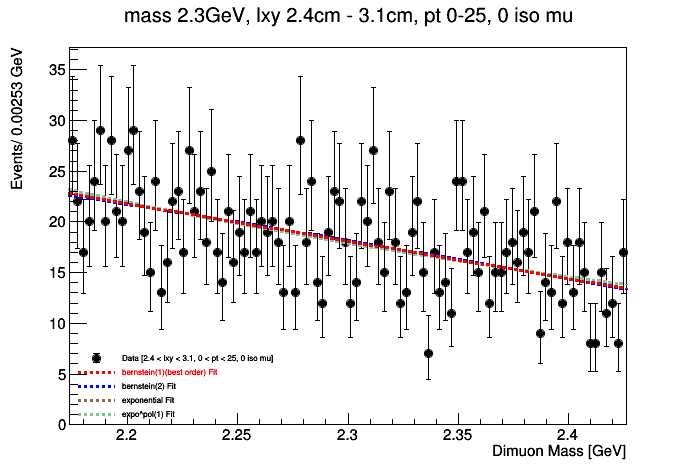 mass 2.3GeV, lxy 2.4cm - 3.1cm, pt 0-25, 0 iso mu
Events/ 0.00253 GeV
35
30
25
20
15
10
5
0
Data [2.4 < lxy < 3.1, 0 < pt < 25, 0 iso mu]
bernstein(1)(best order) Fit
bernstein(2) Fit
exponential Fit
expo*pol(1) Fit
2.2 2.25 2.3 2.35 2.4
Dimuon Mass [GeV]